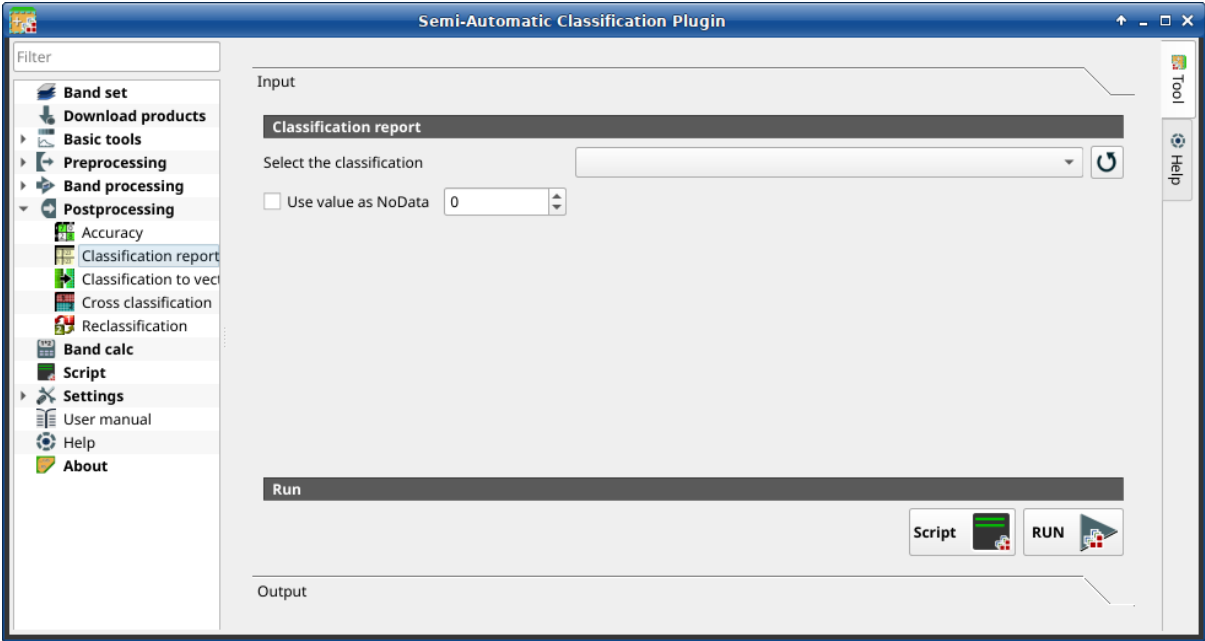 Semi-Automatic Classification Plugin
Filter
Band set
Download products
Basic tools
Preprocessing
Band processing
Postprocessing
Accuracy
Classification report
Classification to vect
Cross classification
Reclassification
Band calc
Script
Settings
User manual
Help
About
Input
Classification report
Select the classification
Use value as NoData 0
Run
Script RUN
Output
Tool
Help